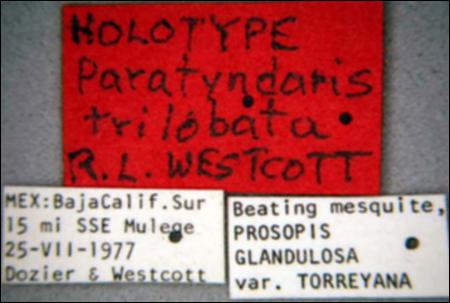 HOLOTYPE
Paratyndaris
trilobata
R.L. WESTCOTT
MEX:BajaCalif.Sur
15 mi SSE Mulege
25-VII-1977
Dozier & Westcott
Beating mesquite,
PROSOPIS
GLANDULOSA
var. TORREYANA